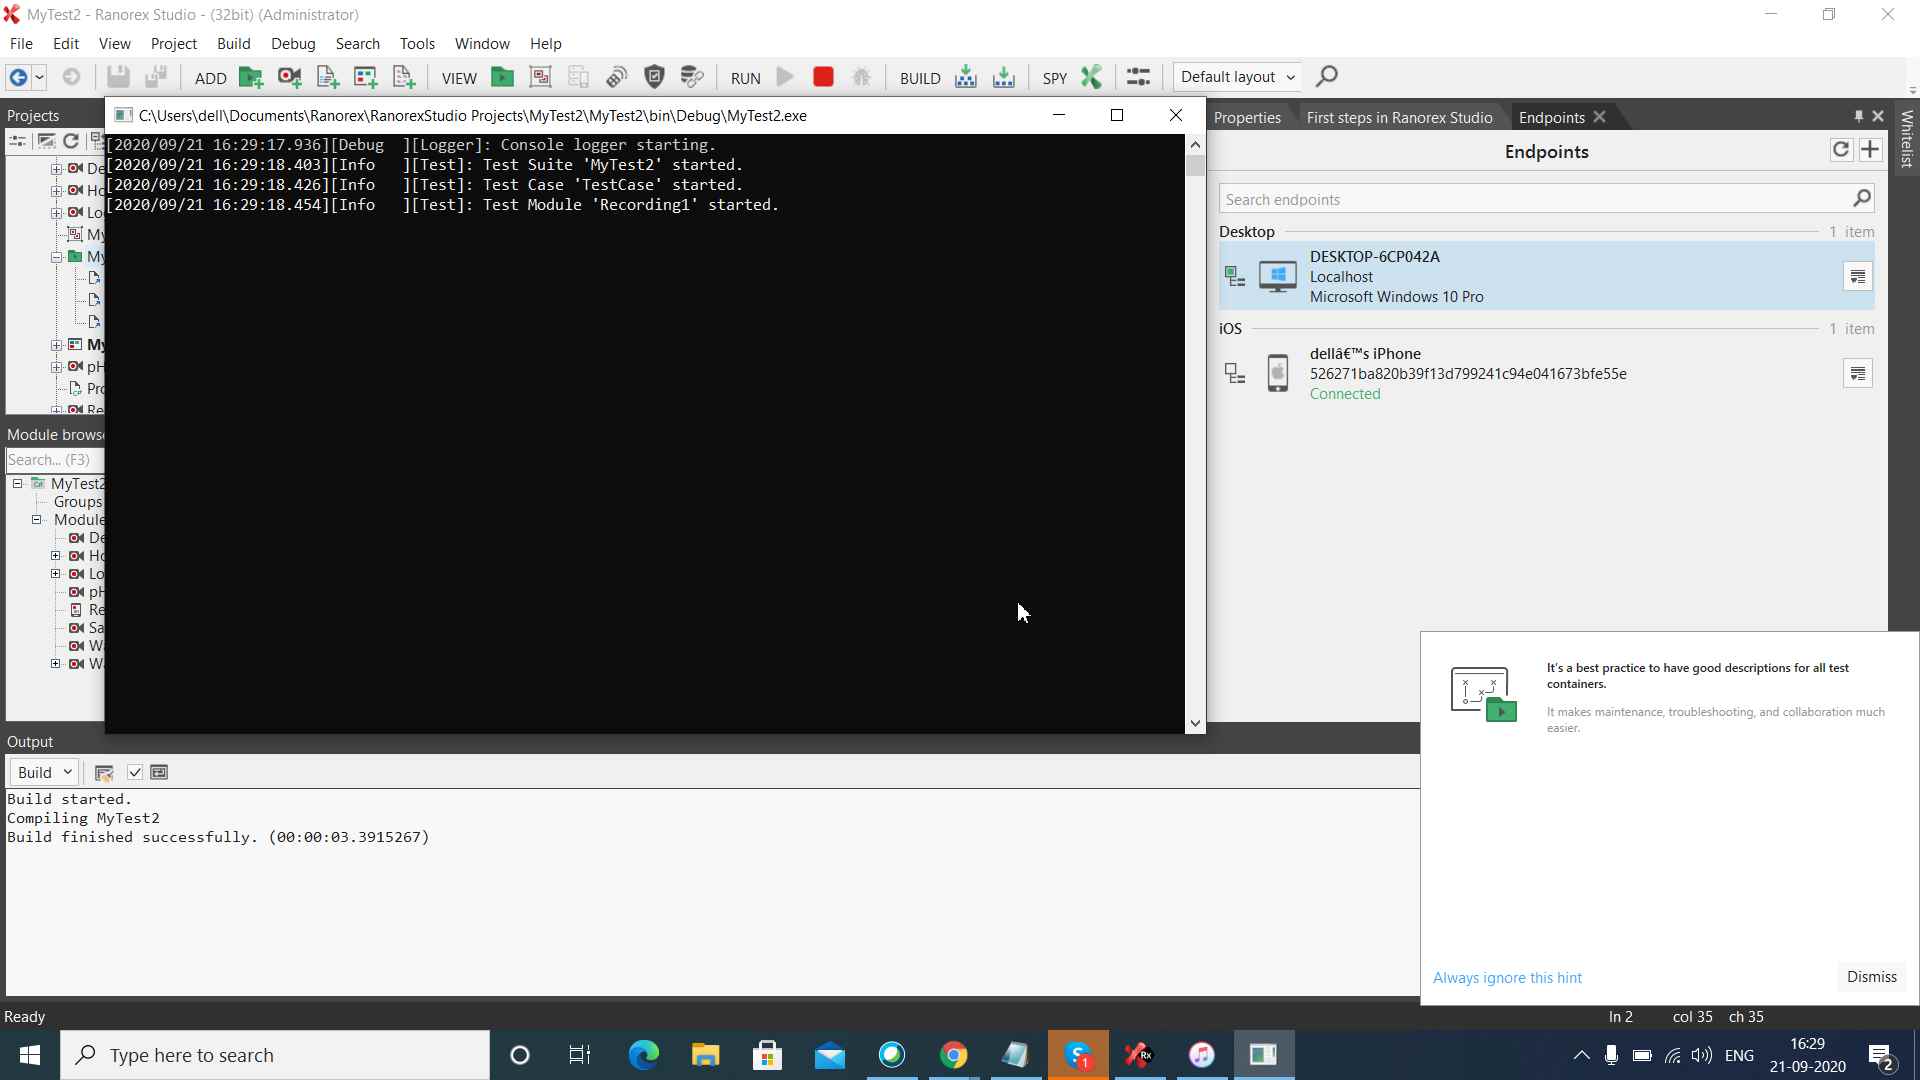 MyTest2 - Ranorex Studio - (32bit) (Administrator)
File Edit View Project Build Debug Search Tools Window Help
ADD VIEW RUN BUILD SPY Default layout
Projects
C:\Users\dell\Documents\Ranorex\RanorexStudio Projects\MyTest2\MyTest2\bin\Debug\MyTest2.exe
[2020/09/21 16:29:17.936][Debug  ][Logger]: Console logger starting.
[2020/09/21 16:29:18.403][Info   ][Test]: Test Suite 'MyTest2' started.
[2020/09/21 16:29:18.426][Info   ][Test]: Test Case 'TestCase' started.
[2020/09/21 16:29:18.454][Info   ][Test]: Test Module 'Recording1' started.
De
Ho
Lo
My
My
My
pH
Pro
Re
Module browse
Search... (F3)
MyTest2
Groups
Module
De
Ho
Lo
pH
Re
Sa
Wa
Wa
Properties First steps in Ranorex Studio Endpoints
Whitelist
Endpoints
Search endpoints
Desktop 1 item
DESKTOP-6CP042A
Localhost
Microsoft Windows 10 Pro
iOS 1 item
dellâ€™s iPhone
526271ba820b39f13d799241c94e041673bfe55e
Connected
It's a best practice to have good descriptions for all test
containers.
It makes maintenance, troubleshooting, and collaboration much
easier.
Always ignore this hint Dismiss
Output
Build
Build started.
Compiling MyTest2
Build finished successfully. (00:00:03.3915267)
Ready ln 2 col 35 ch 35
Type here to search
1
Rx
ENG
16:29
21-09-2020
2